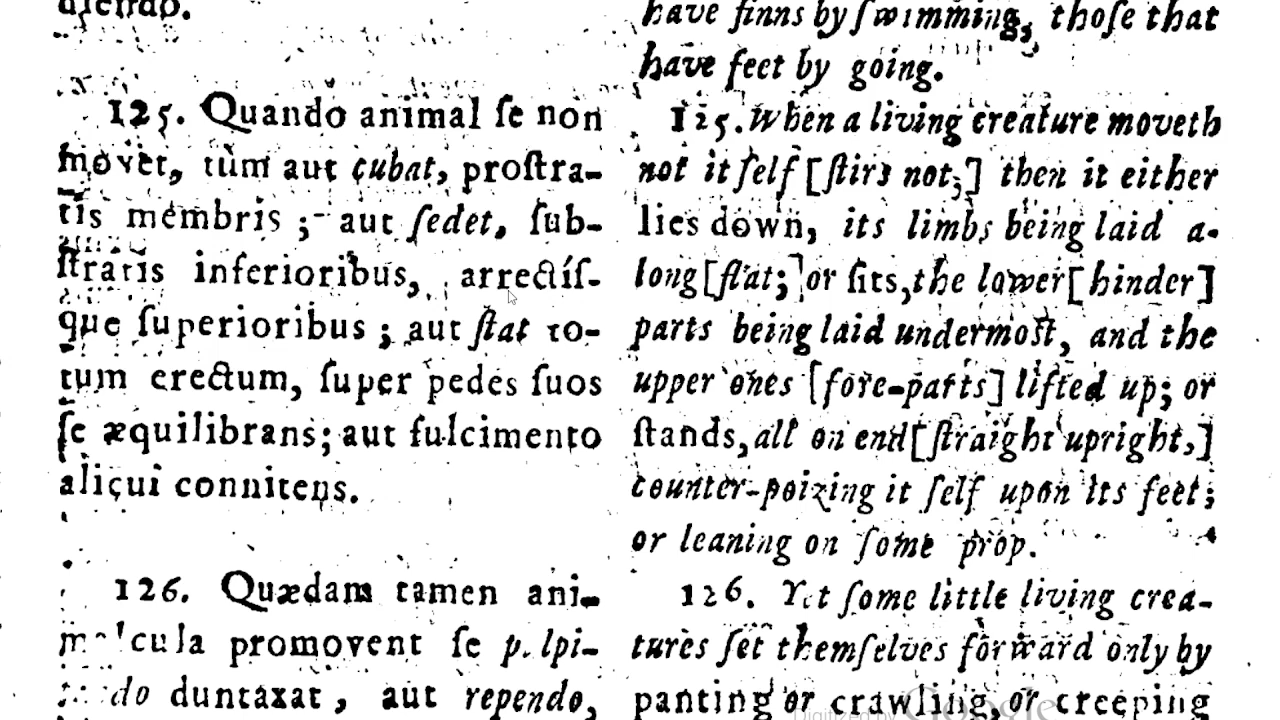 have finns by ſwimming, thoſe that
have feet by going.
125. Quando animal ſe non
movet, tùm aut cubat, proſtra-
tis membris ; aut ſedet, ſub-
ſtratis inferioribus, arrectíſ-
que ſuperioribus ; aut ſtat to-
tum erectum, ſuper pedes ſuos
ſe æquilibrans; aut fulcimento
alicui connitens.
126. Quædam tamen ani-
promovent ſe
duntaxat, aut rependo,
125. When a living creature moveth
not it ſelf [ſtirs not;] then it either
lies down, its limbs being laid a-
long [flat;] or ſits, the lower [hinder]
parts being laid undermoſt, and the
upper ones [fore-parts] lifted up; or
ſtands, all on end [ſtraight upright,]
counter-poizing it ſelf upon its feet;
or leaning on ſome prop.
126. Yet ſome little living crea-
tures ſet themſelves forward only by
panting or crawling, or creeping
Digitized by Google